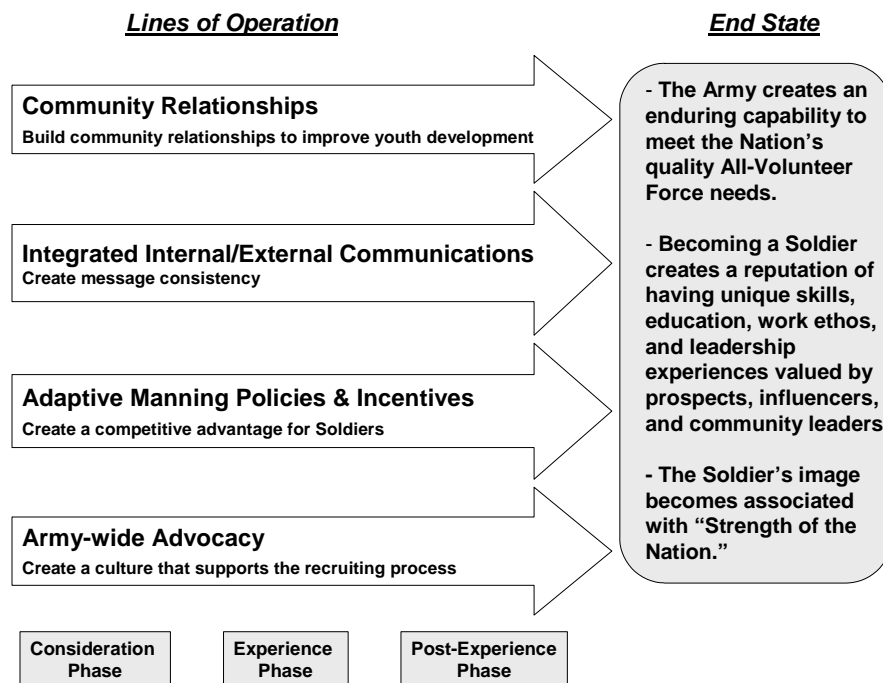 Lines of Operation
End State
Community Relationships
Build community relationships to improve youth development
Integrated Internal/External Communications
Create message consistency
Adaptive Manning Policies & Incentives
Create a competitive advantage for Soldiers
Army-wide Advocacy
Create a culture that supports the recruiting process
- The Army creates an
enduring capability to
meet the Nation's
quality All-Volunteer
Force needs.
- Becoming a Soldier
creates a reputation of
having unique skills,
education, work ethos,
and leadership
experiences valued by
prospects, influencers,
and community leaders
- The Soldier's image
becomes associated
with “Strength of the
Nation.”
Consideration
Phase
Experience
Phase
Post-Experience
Phase